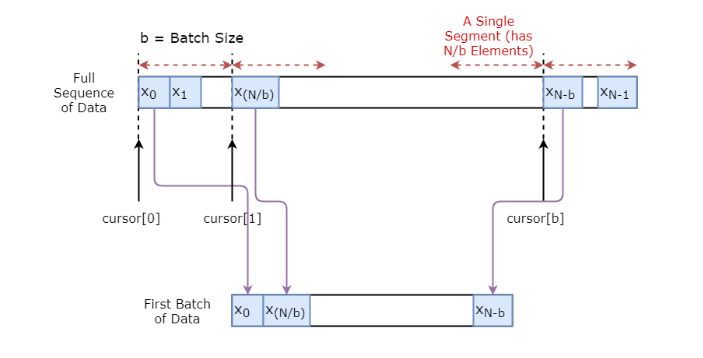 b = Batch Size
A Single
Segment (has
N/b Elements)
Full
Sequence
of Data
x0 x1 x(N/b) xN-b xN-1
cursor[0] cursor[1] cursor[b]
First Batch
of Data
x0 x(N/b) xN-b